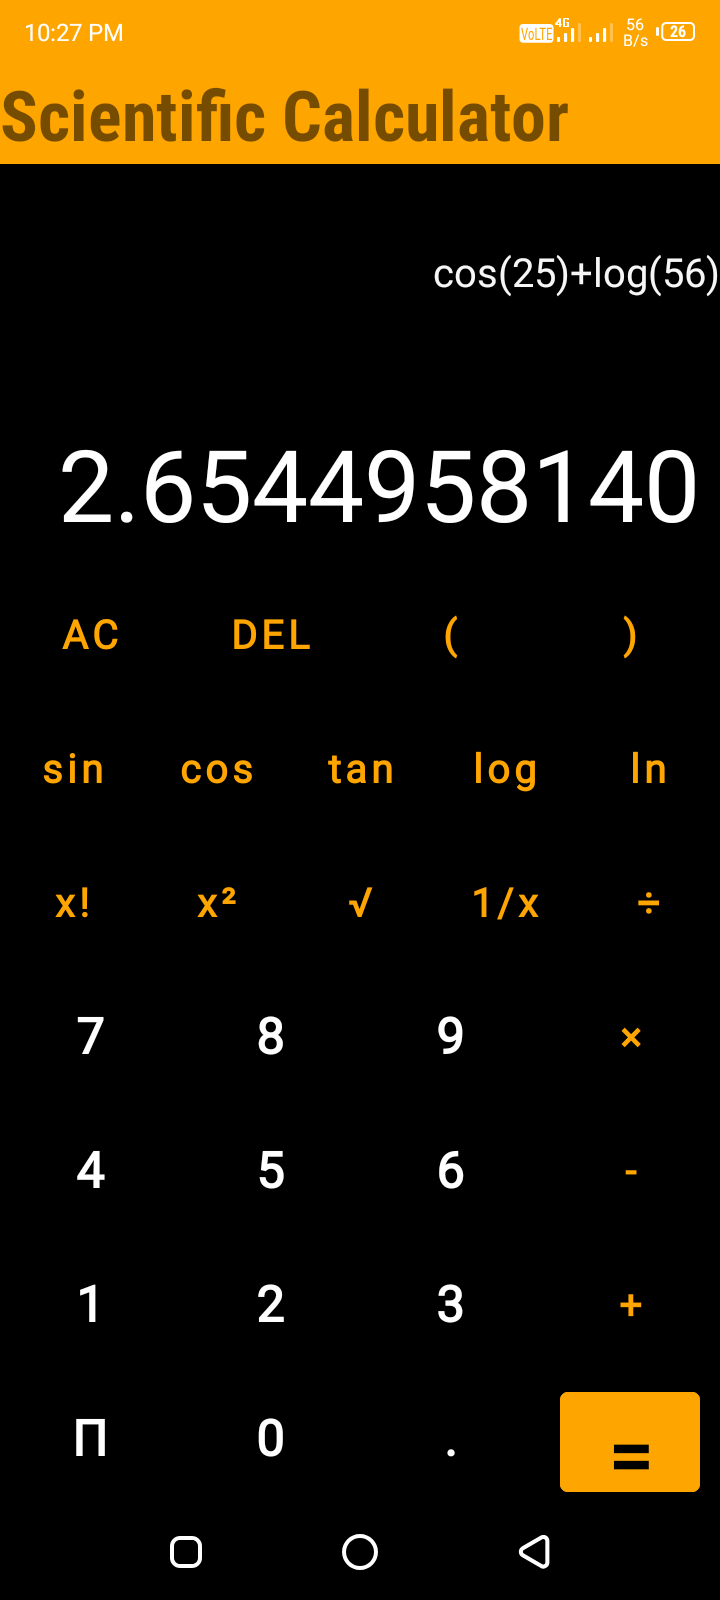 10:27 PM VoLTE 4G 56 B/s 26
Scientific Calculator
cos(25)+log(56)
2.6544958140
AC DEL ( )
sin cos tan log ln
x! x² √ 1/x ÷
7 8 9 ×
4 5 6 -
1 2 3 +
Π 0 . =